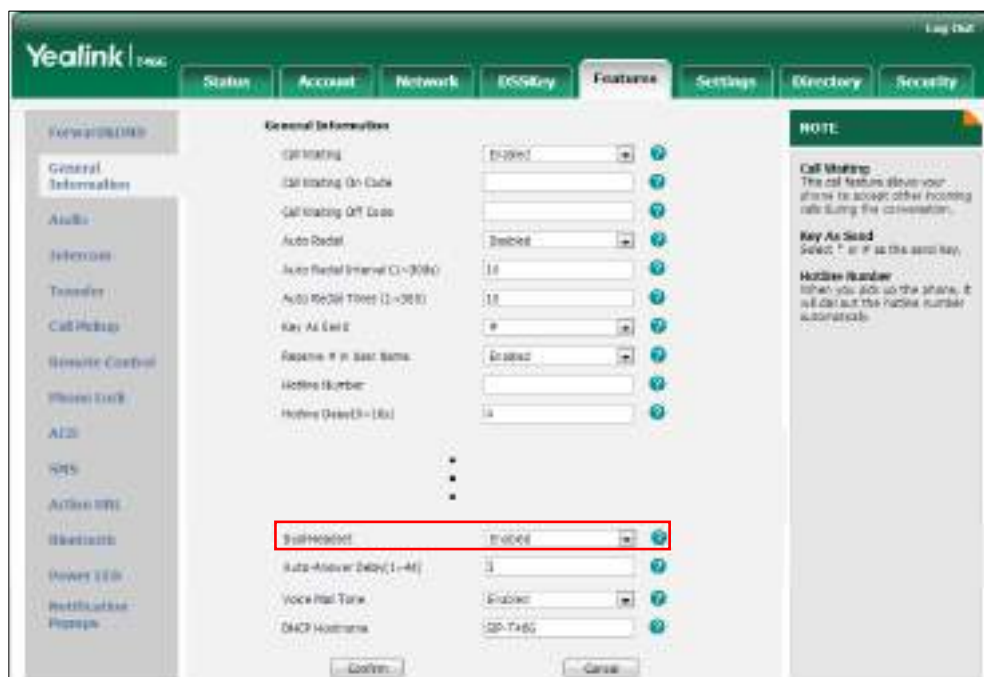 Log Out
Yealink T46G
Status Account Network DSSKey Features Settings Directory Security
Forward&DND
General Information
Audio
Intercom
Transfer
Call Pickup
Remote Control
Phone Lock
ACD
SMS
Action URL
Bluetooth
Power LED
Notification Popups
General Information
Call Waiting Enabled
Call Waiting On Code
Call Waiting Off Code
Auto Redial Disabled
Auto Redial Interval (1~300s) 10
Auto Redial Times (1~300) 10
Key As Send #
Reserve # in User Name Enabled
Hotline Number
Hotline Delay(0~10s) 4
Dual-Headset Enabled
Auto-Answer Delay(1~4s) 1
Voice Mail Tone Enabled
DHCP Hostname SIP-T46G
Confirm Cancel
NOTE
Call Waiting
This call feature allows your
phone to accept other incoming
calls during the conversation.
Key As Send
Select * or # as the send key.
Hotline Number
When you pick up the phone, it
will dial out the hotline number
automatically.